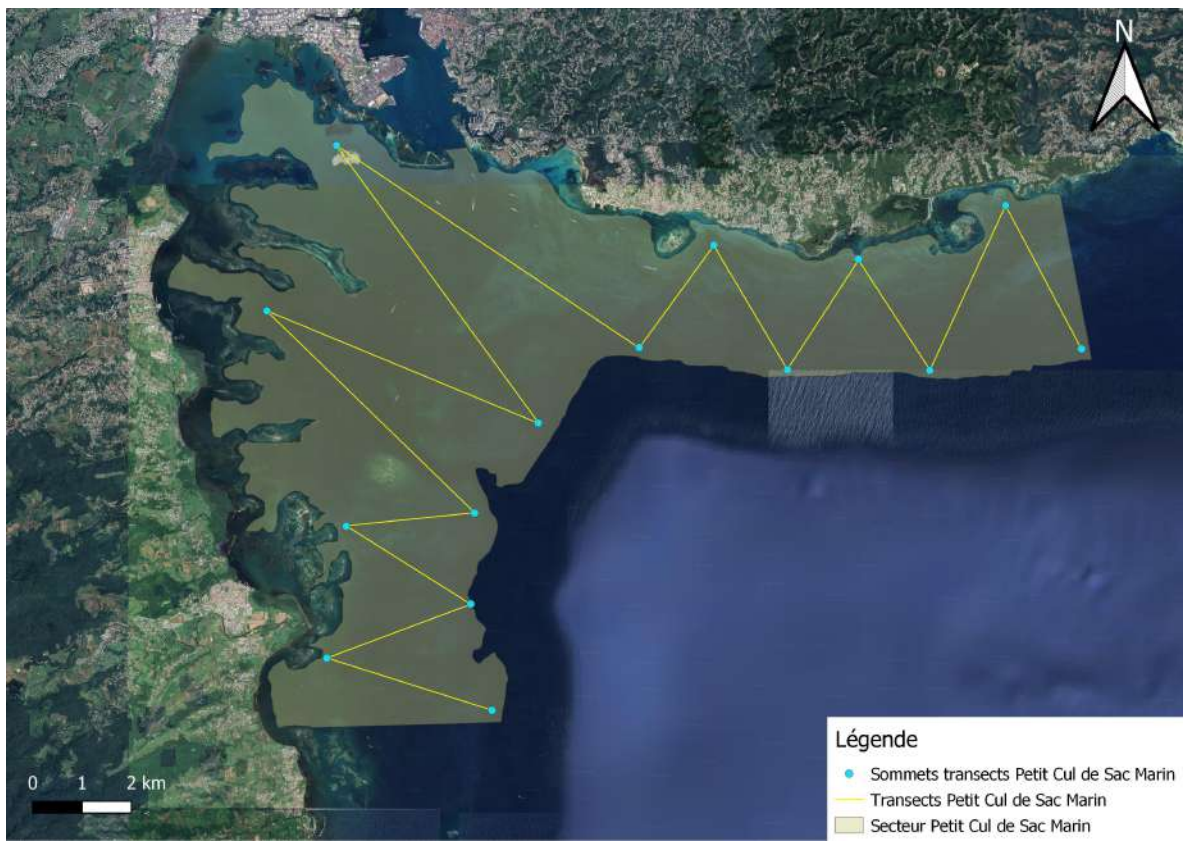 N
Légende
Sommets transects Petit Cul de Sac Marin
Transects Petit Cul de Sac Marin
Secteur Petit Cul de Sac Marin
0 1 2 km